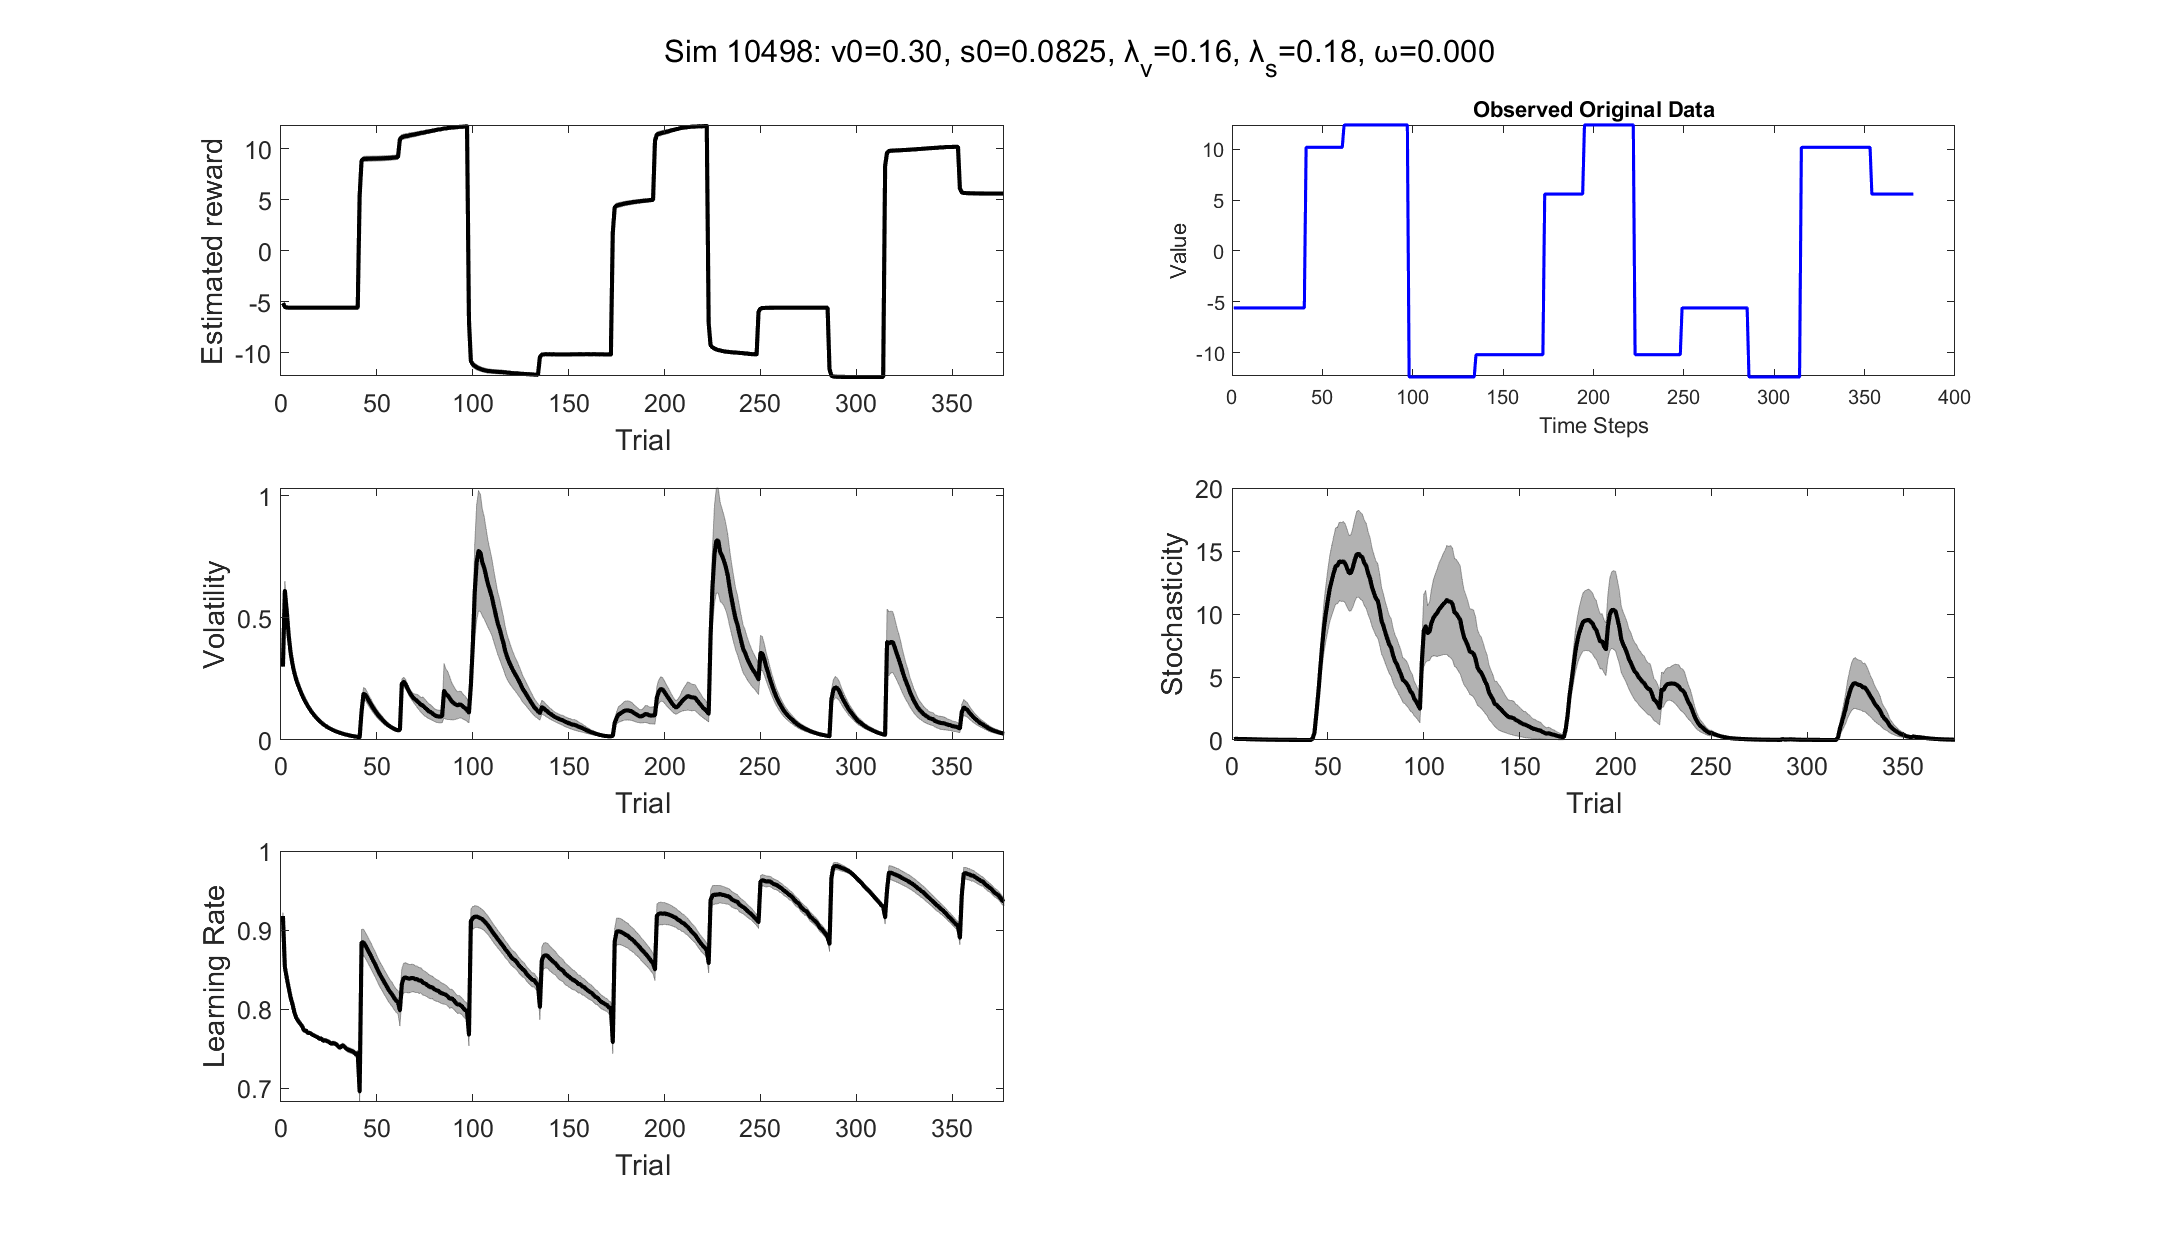 Sim 10498: v0=0.30, s0=0.0825, λv=0.16, λs=0.18, ω=0.000
Estimated reward
10
5
0
-5
-10
0 50 100 150 200 250 300 350
Trial
Observed Original Data
Value
10
5
0
-5
-10
0 50 100 150 200 250 300 350 400
Time Steps
Volatility
1
0.5
0
0 50 100 150 200 250 300 350
Trial
Stochasticity
20
15
10
5
0
0 50 100 150 200 250 300 350
Trial
Learning Rate
1
0.9
0.8
0.7
0 50 100 150 200 250 300 350
Trial